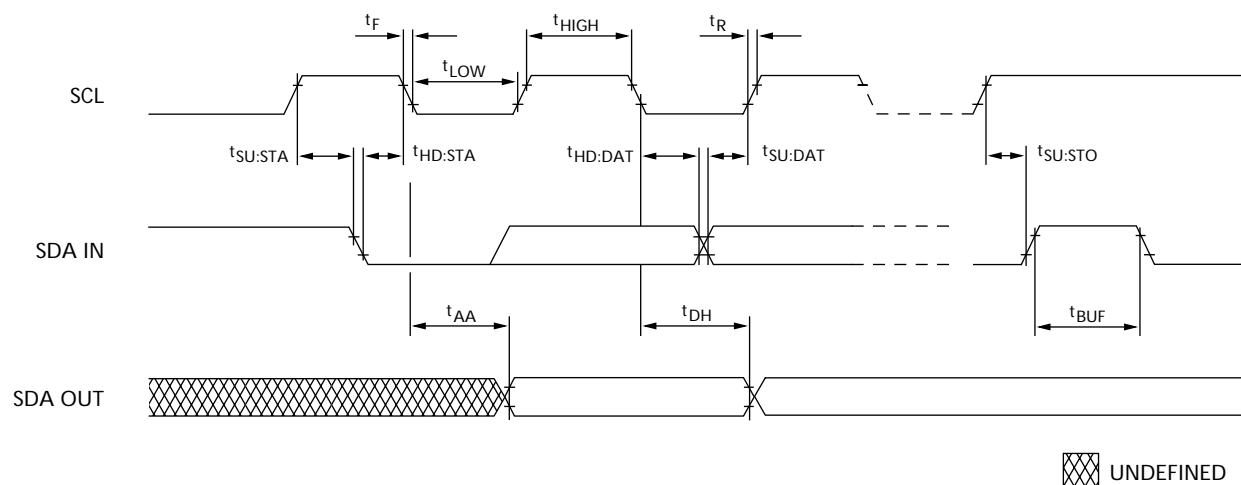 tF
tHIGH
tR
tLOW
SCL
tSU:STA
tHD:STA
tHD:DAT
tSU:DAT
tSU:STO
SDA IN
tAA
tDH
tBUF
SDA OUT
UNDEFINED